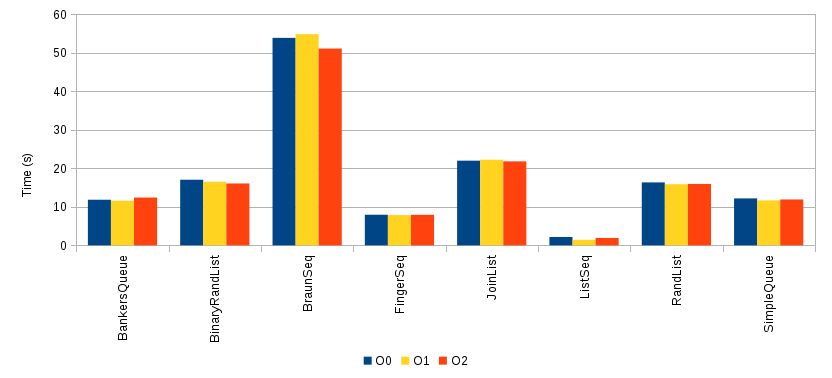 60
50
40
30
20
10
0
Time (s)
BankersQueue
BinaryRandList
BraunSeq
FingerSeq
JoinList
ListSeq
RandList
SimpleQueue
O0 O1 O2